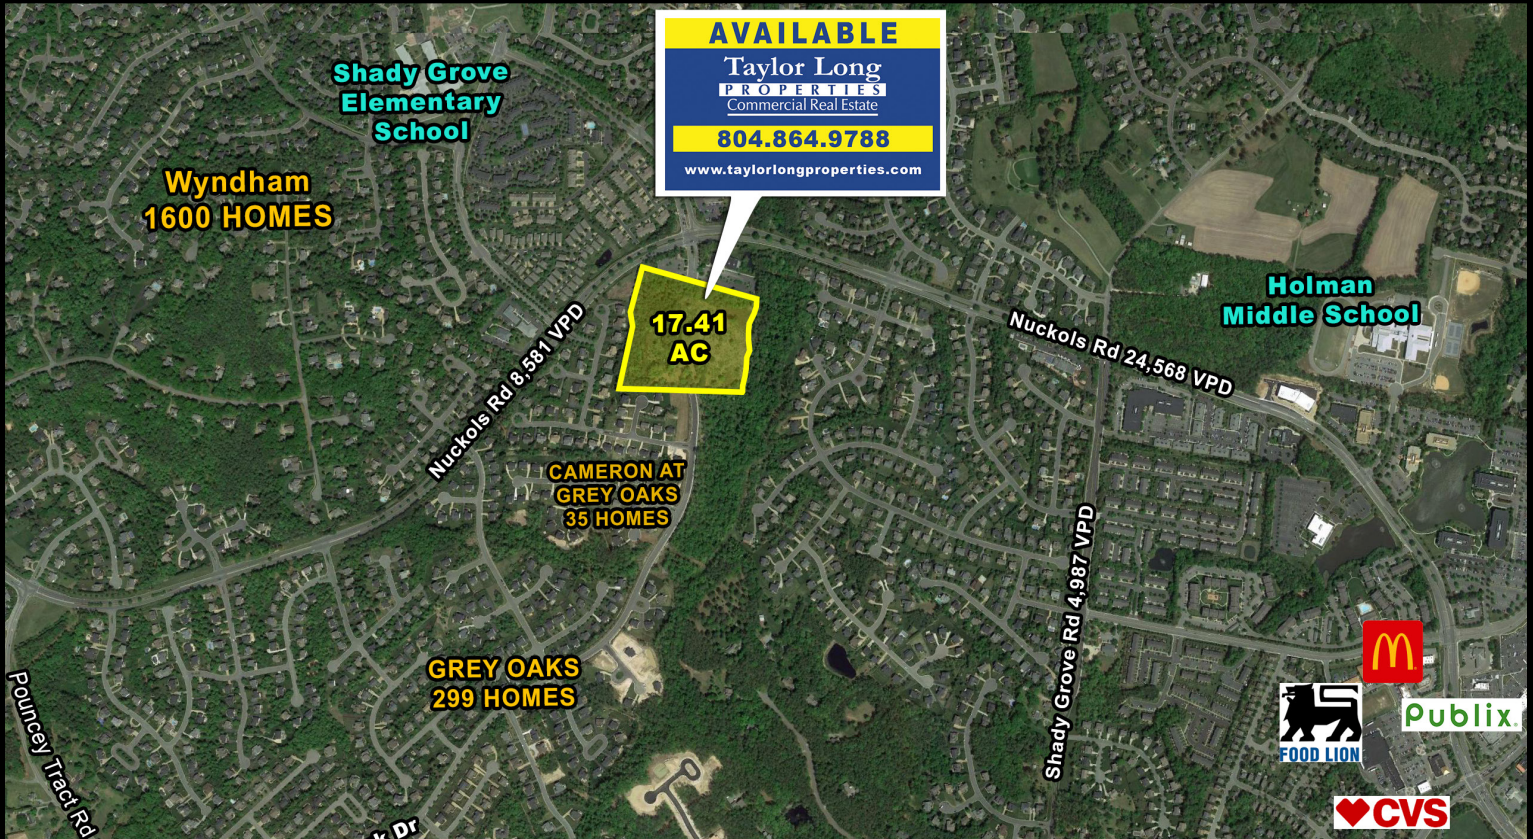 AVAILABLE
Taylor Long
PROPERTIES
Commercial Real Estate
804.864.9788
www.taylorlongproperties.com
Shady Grove
Elementary
School
Wyndham
1600 HOMES
17.41
AC
Holman
Middle School
Nuckols Rd 8,581 VPD
Nuckols Rd 24,568 VPD
CAMERON AT
GREY OAKS
35 HOMES
Shady Grove Rd 4,987 VPD
GREY OAKS
299 HOMES
Pouncey Tract Rd
M
FOOD LION
Publix
CVS
Dr